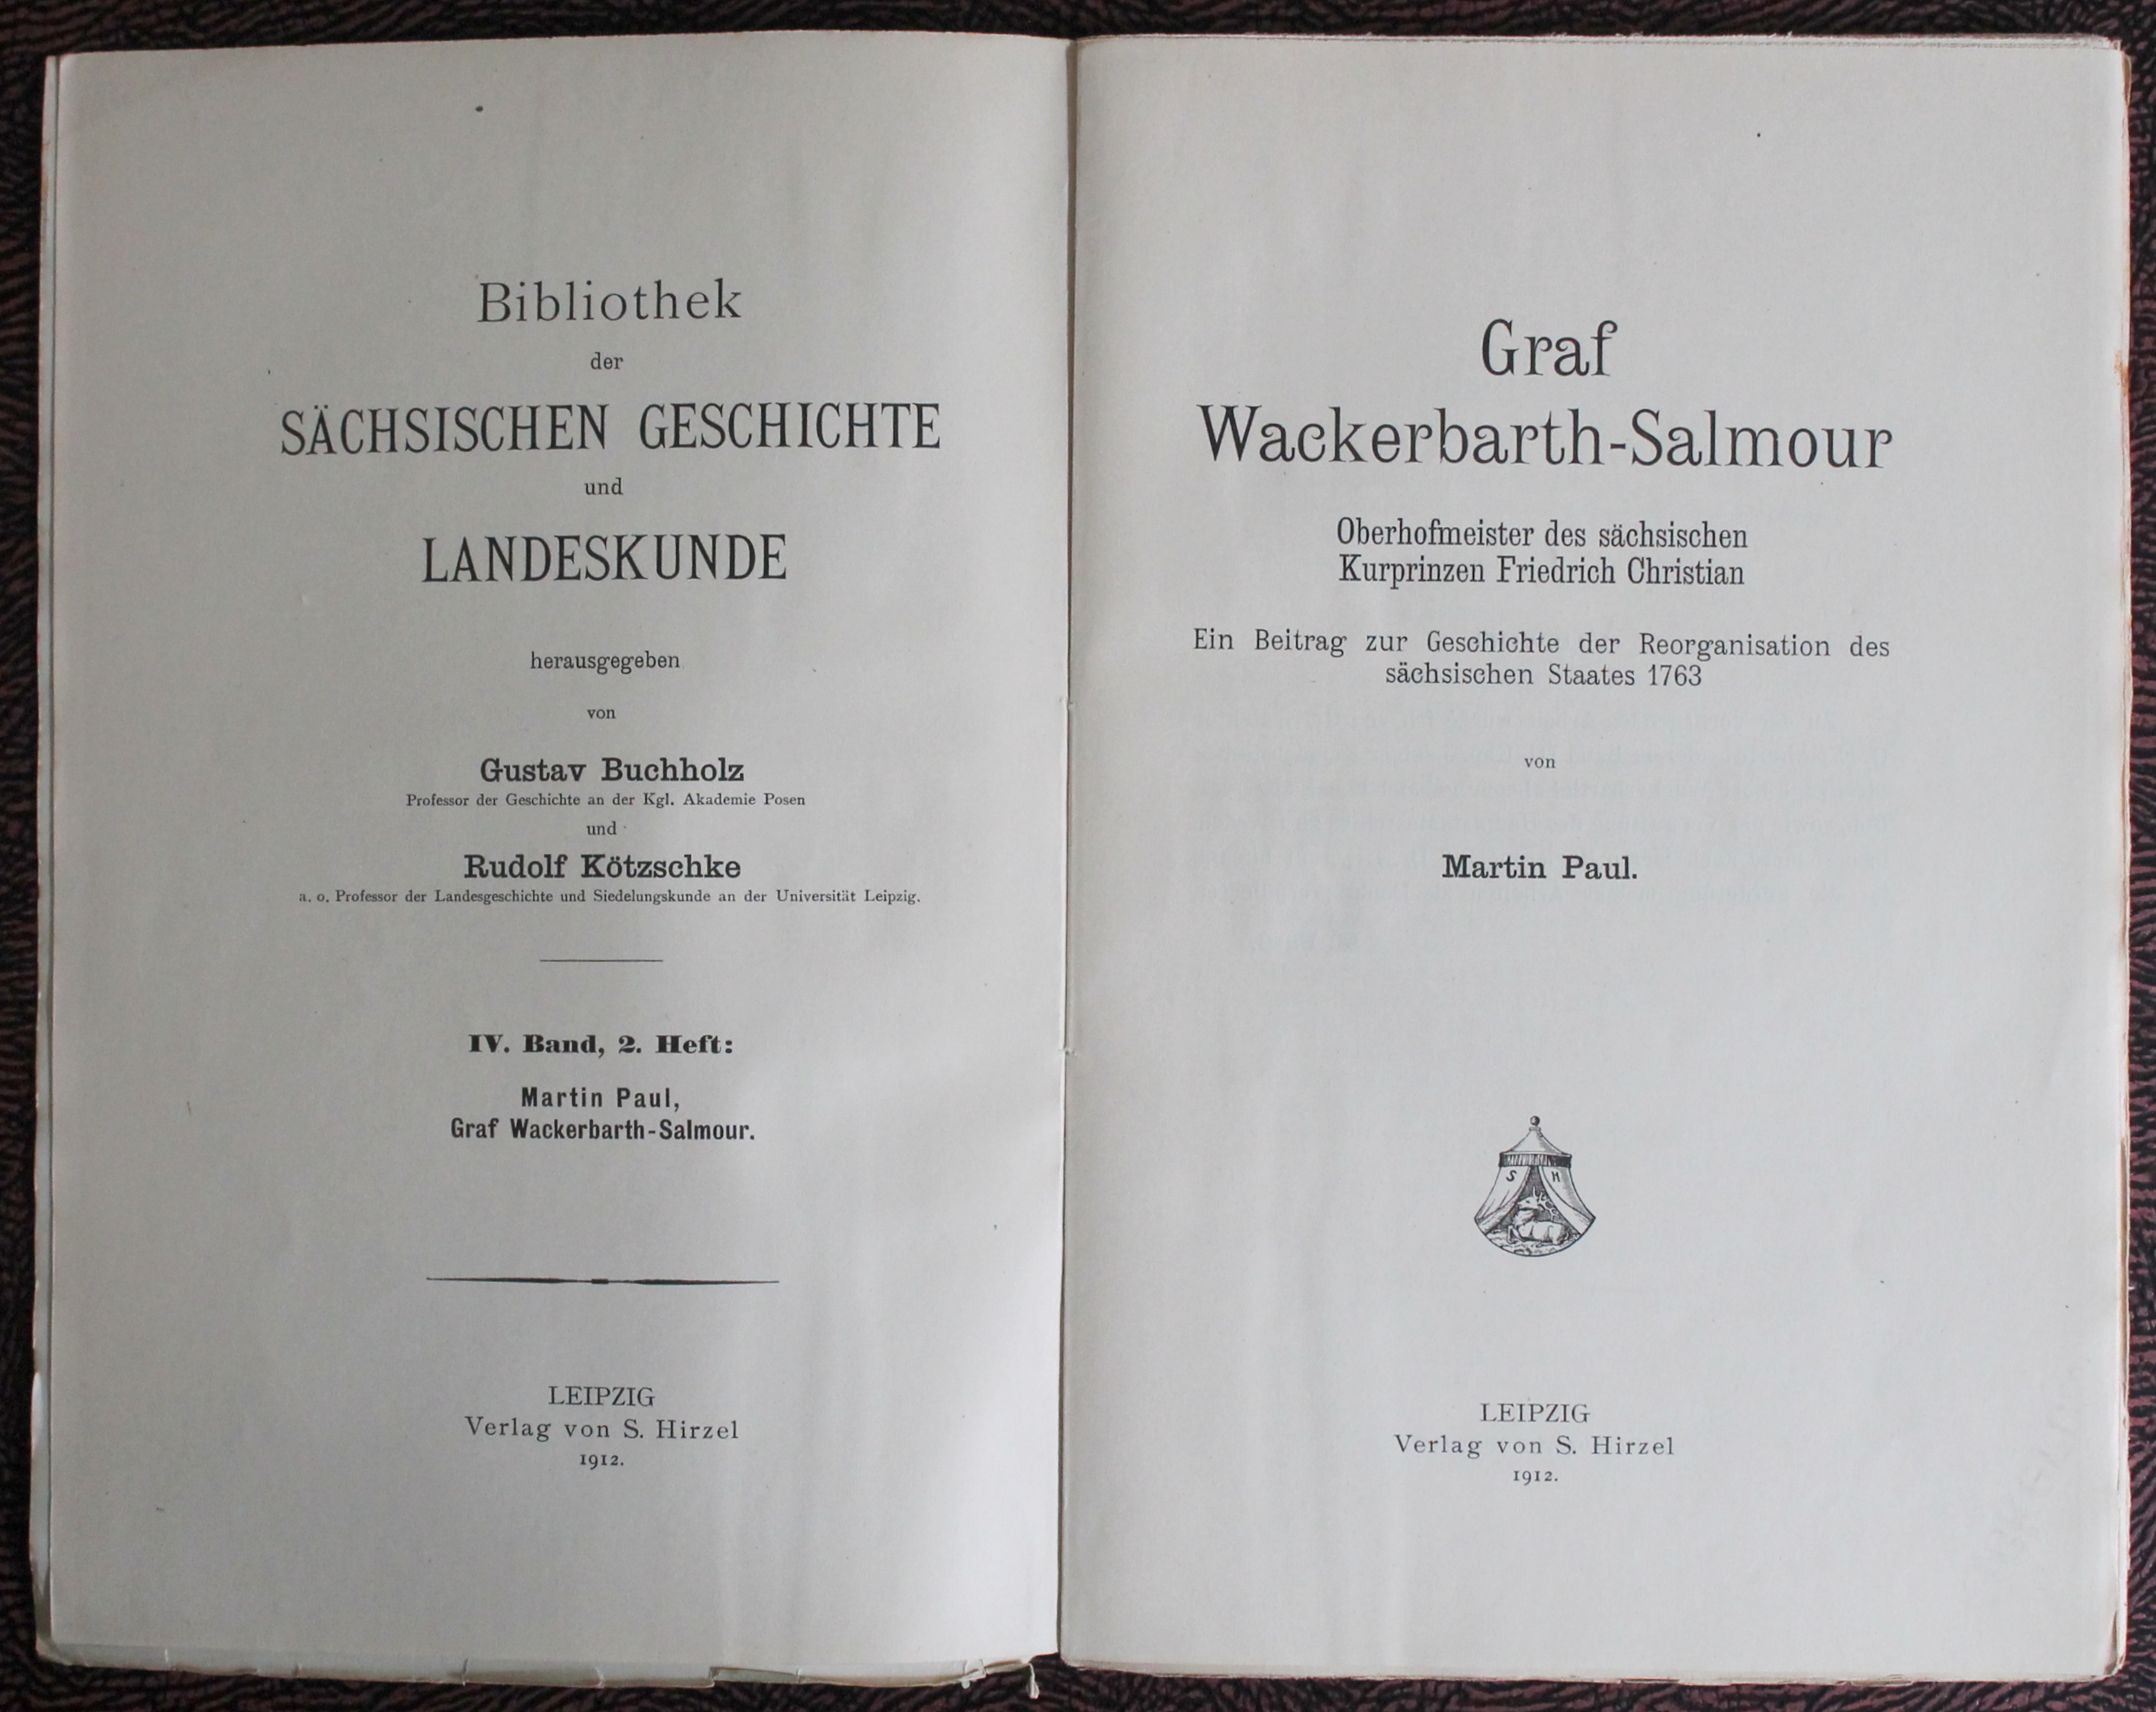 Bibliothek
der
SÄCHSISCHEN GESCHICHTE
und
LANDESKUNDE
herausgegeben
von
Gustav Buchholz
Professor der Geschichte an der Kgl. Akademie Posen
und
Rudolf Kötzschke
a. o. Professor der Landesgeschichte und Siedelungskunde an der Universität Leipzig.
IV. Band, 2. Heft:
Martin Paul,
Graf Wackerbarth-Salmour.
LEIPZIG
Verlag von S. Hirzel
1912.
Graf
Wackerbarth-Salmour
Oberhofmeister des sächsischen
Kurprinzen Friedrich Christian
Ein Beitrag zur Geschichte der Reorganisation des
sächsischen Staates 1763
von
Martin Paul.
S H
LEIPZIG
Verlag von S. Hirzel
1912.